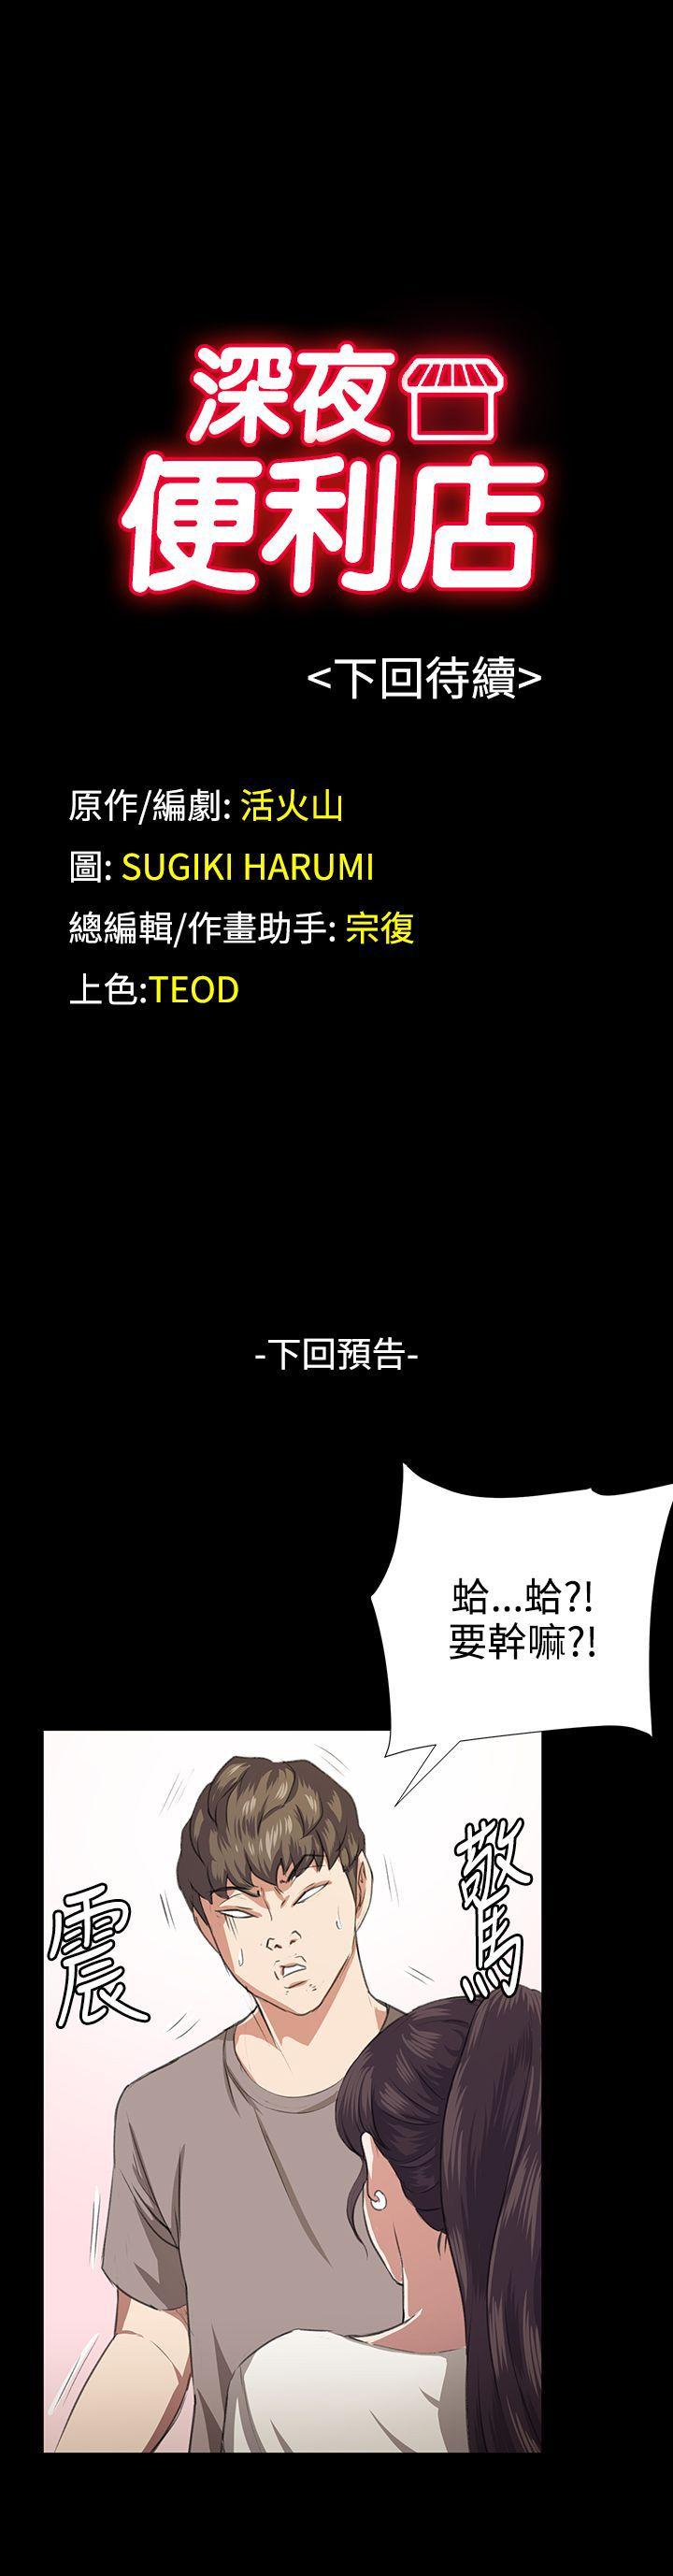 深夜
便利店
<下回待續>
原作/編劇: 活火山
圖: SUGIKI HARUMI
總編輯/作畫助手: 宗復
上色:TEOD
-下回預告-
蛤...蛤?!
要幹嘛?!
驚
震